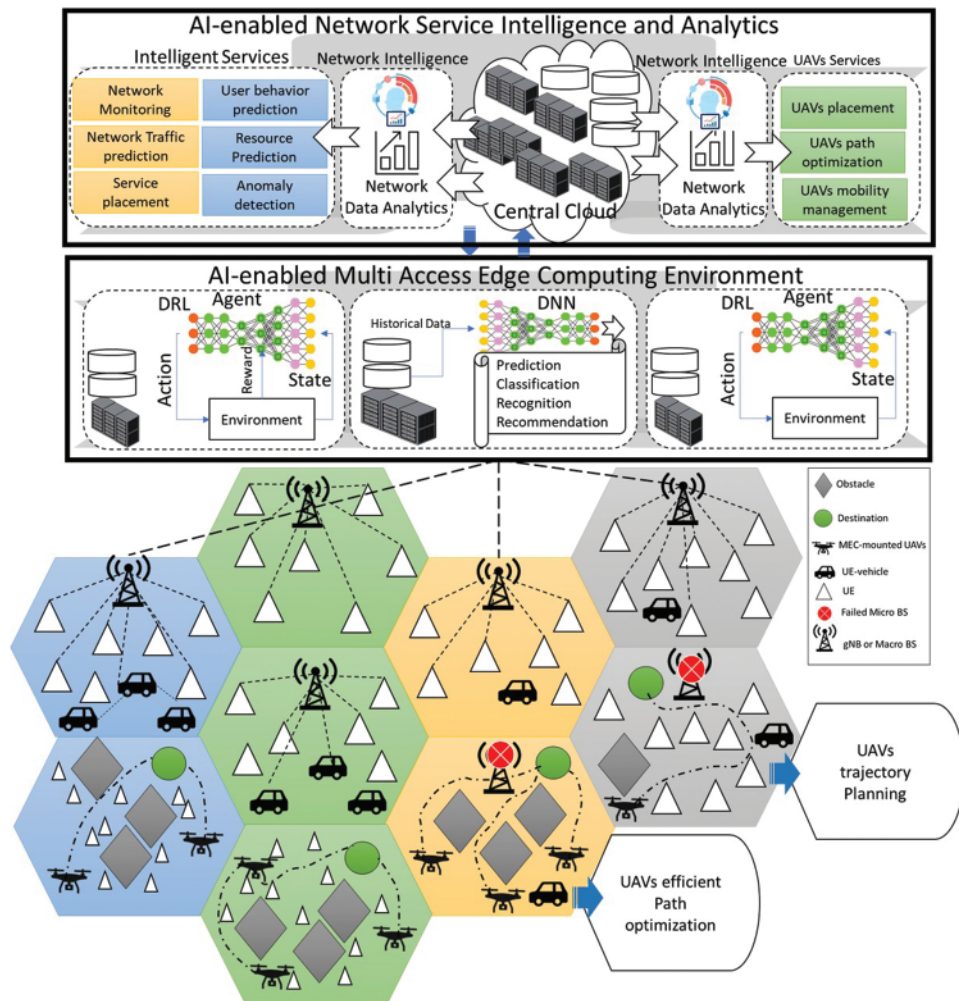 AI-enabled Network Service Intelligence and Analytics
Intelligent Services
Network Monitoring
User behavior prediction
Network Traffic prediction
Resource Prediction
Service placement
Anomaly detection
Network Intelligence
Network
Data Analytics
Central Cloud
Network Intelligence
Network
Data Analytics
UAVs Services
UAVs placement
UAVs path optimization
UAVs mobility management
AI-enabled Multi Access Edge Computing Environment
DRL
Agent
Action
Reward
State
Environment
Historical Data
DNN
Prediction
Classification
Recognition
Recommendation
DRL
Agent
Action
State
Environment
Obstacle
Destination
MEC-mounted UAVs
UE-vehicle
UE
Failed Micro BS
gNB or Macro BS
UAVs
trajectory
Planning
UAVs efficient
Path
optimization